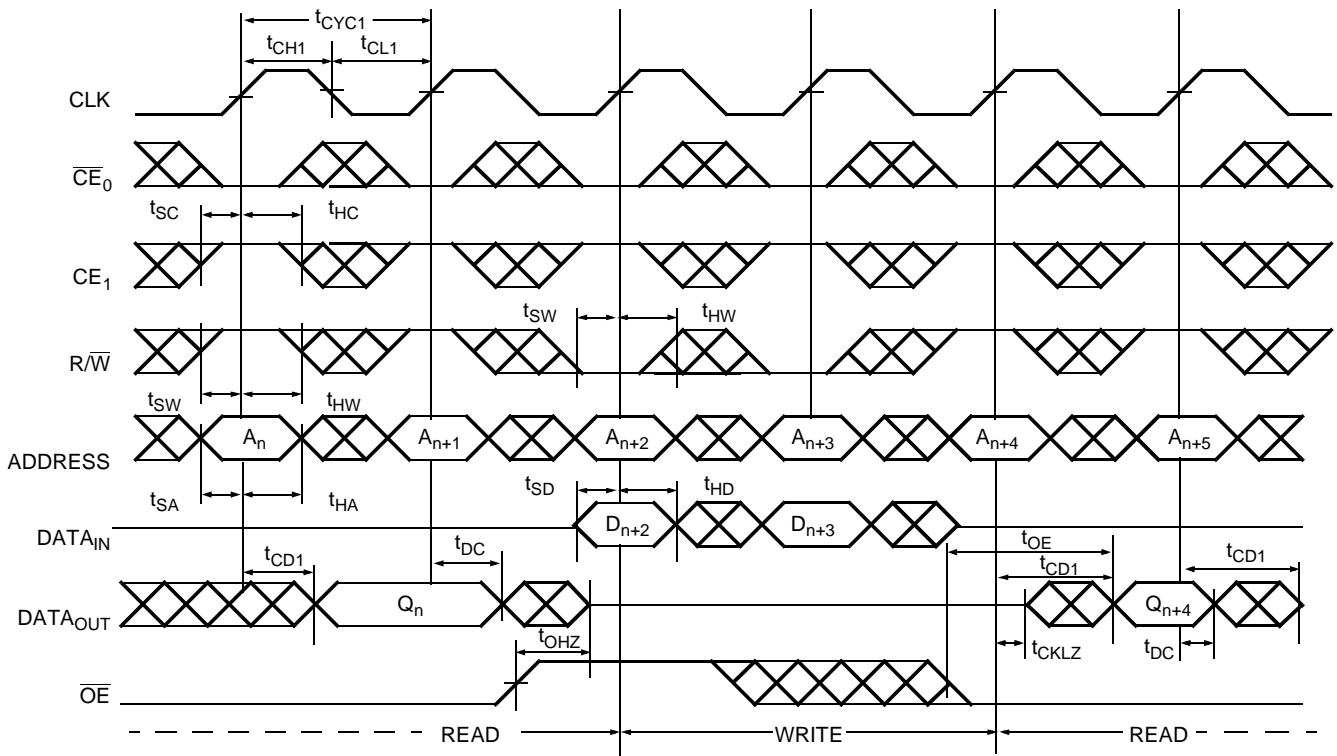 tCYC1
tCH1 tCL1
CLK
CE0
tSC tHC
CE1
tSW tHW
R/W
tSW tHW
An An+1 An+2 An+3 An+4 An+5
ADDRESS
tSA tHA tSD tHD
Dn+2 Dn+3
DATAIN
tCD1 tDC tOE tCD1 tCD1
Qn Qn+4
DATAOUT
tOHZ tCKLZ tDC
OE
READ WRITE READ